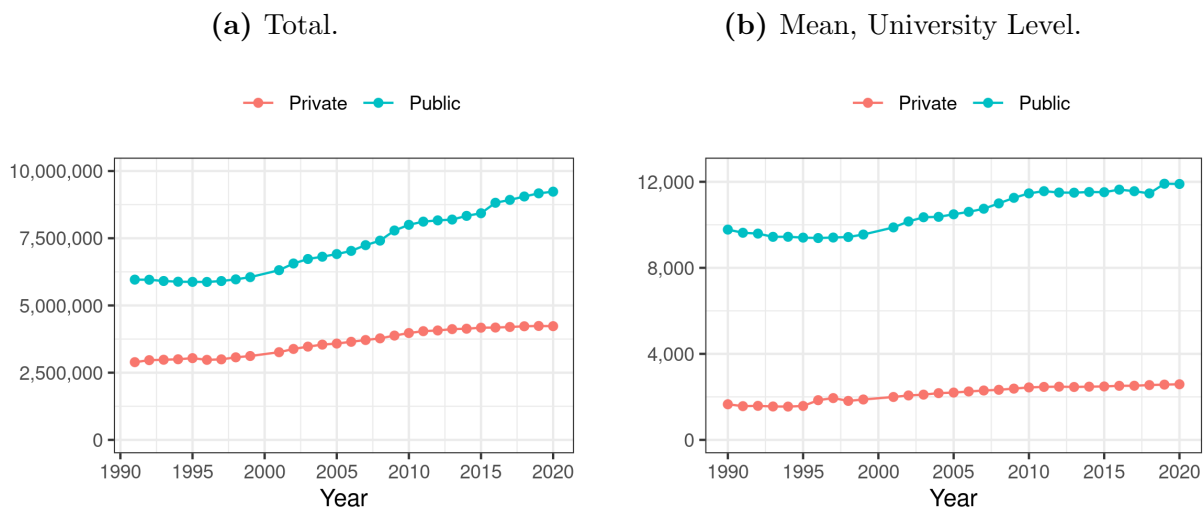 (a) Total.
Private Public
10,000,000
7,500,000
5,000,000
2,500,000
0
1990 1995 2000 2005 2010 2015 2020
Year
(b) Mean, University Level.
Private Public
12,000
8,000
4,000
0
1990 1995 2000 2005 2010 2015 2020
Year